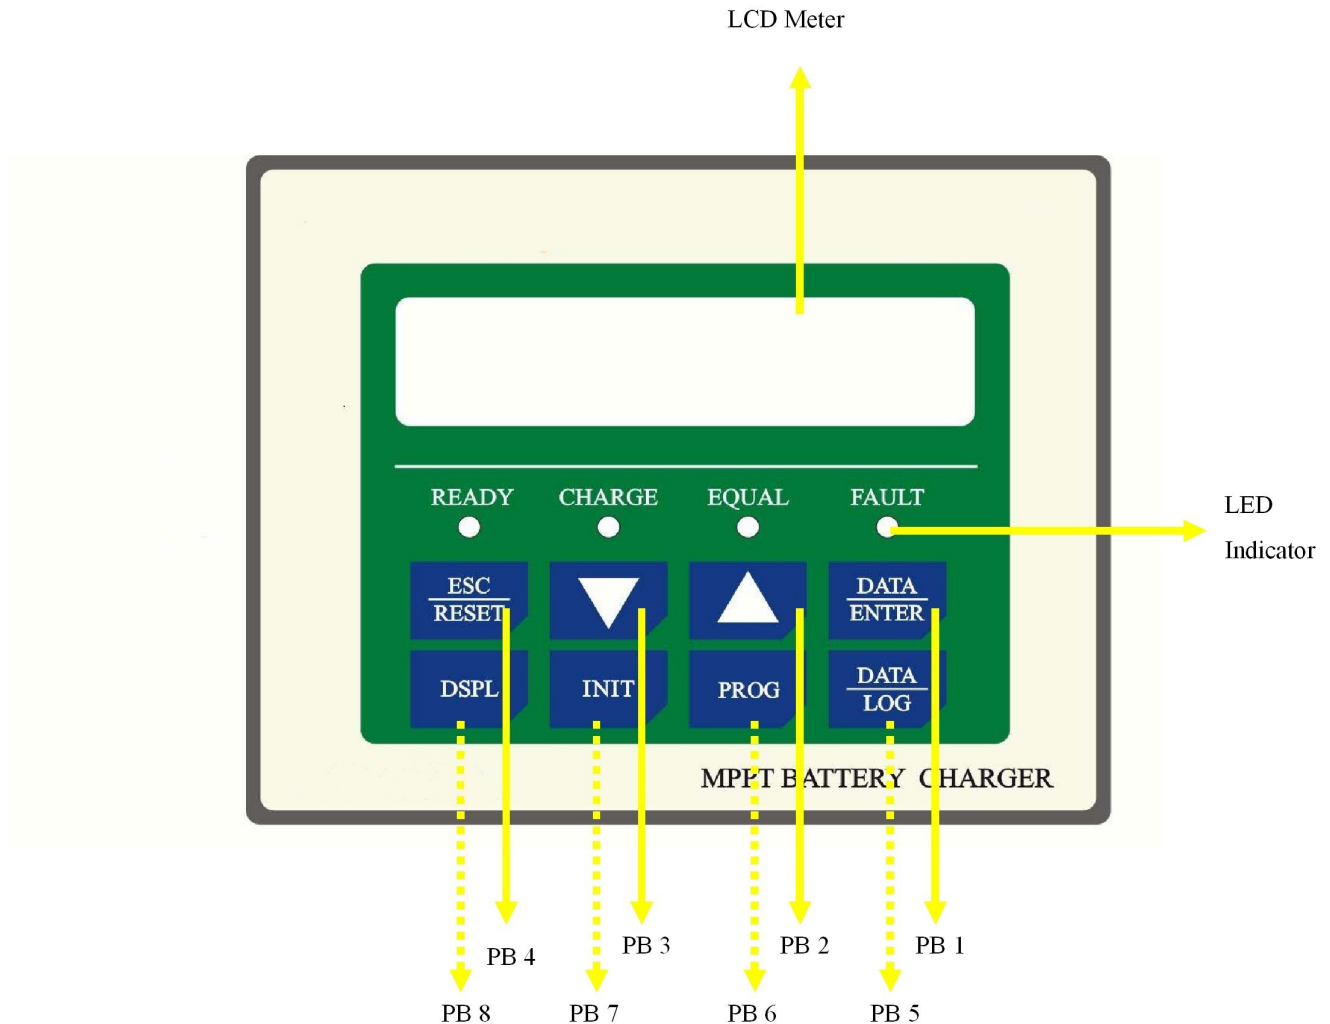 LCD Meter
READY CHARGE EQUAL FAULT
LED
Indicator
ESC
RESET
DATA
ENTER
DSPL INIT PROG
DATA
LOG
MPPT BATTERY CHARGER
PB 4 PB 3 PB 2 PB 1
PB 8 PB 7 PB 6 PB 5